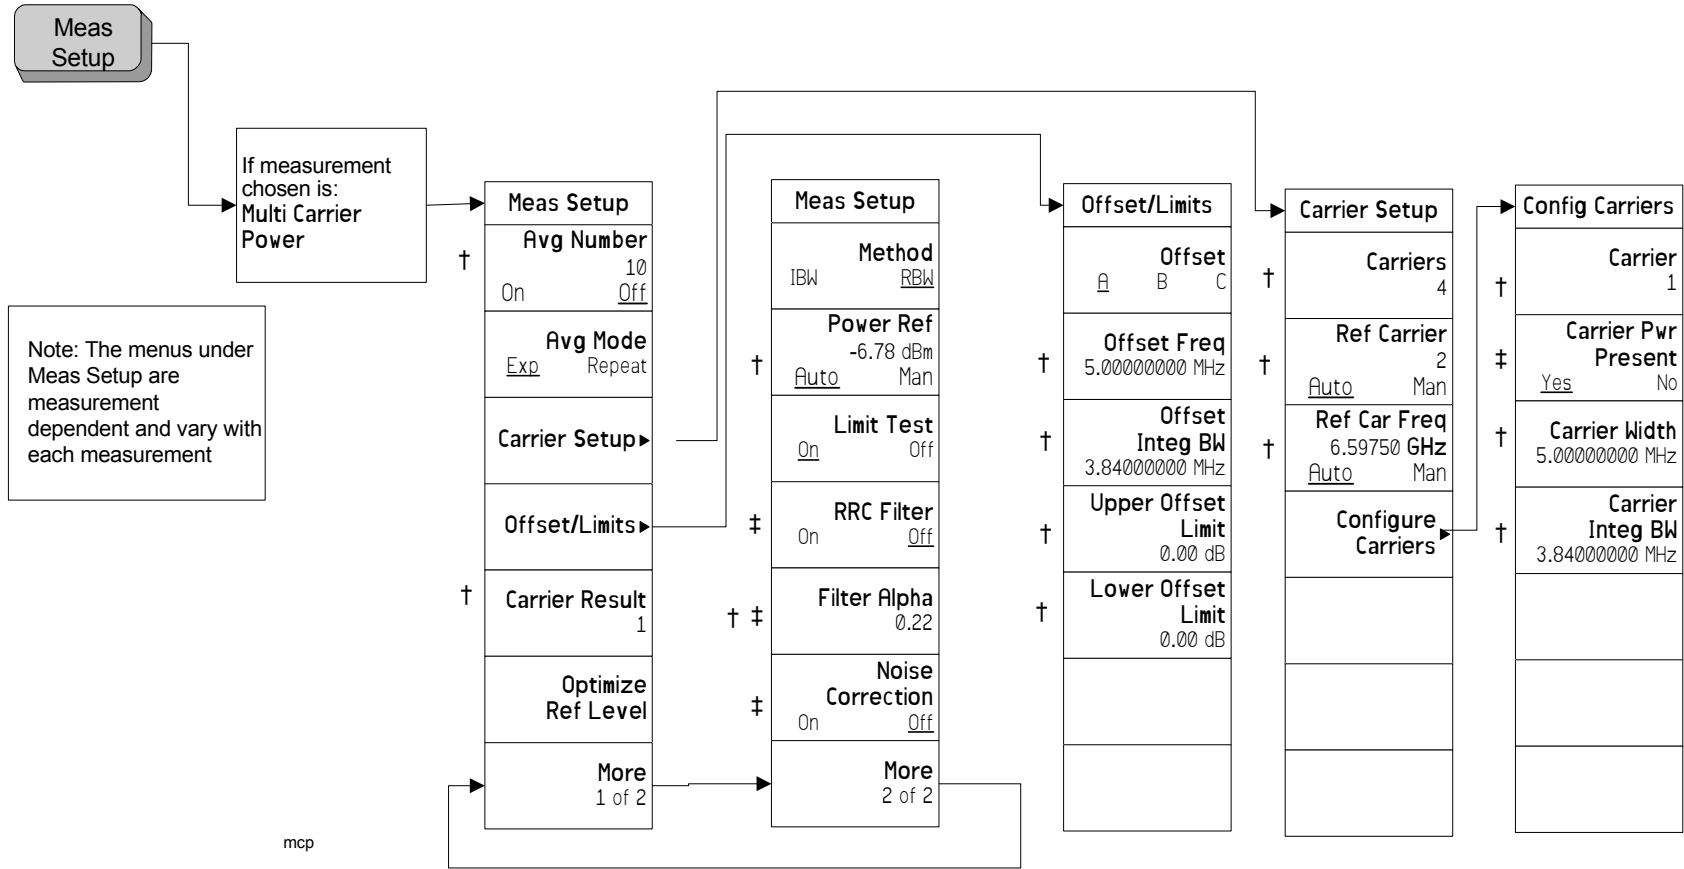 Meas
Setup
If measurement
chosen is:
Multi Carrier
Power
Note: The menus under
Meas Setup are
measurement
dependent and vary with
each measurement
mcp
Meas Setup
† Avg Number
10
On Off
Avg Mode
Exp Repeat
Carrier Setup▶
Offset/Limits▶
† Carrier Result
1
Optimize
Ref Level
More
1 of 2
Meas Setup
Method
IBW RBW
Power Ref
† -6.78 dBm
Auto Man
Limit Test
On Off
‡ RRC Filter
On Off
† ‡ Filter Alpha
0.22
Noise
‡ Correction
On Off
More
2 of 2
Offset/Limits
Offset
A B C
† Offset Freq
5.00000000 MHz
Offset
† Integ BW
3.84000000 MHz
Upper Offset
† Limit
0.00 dB
Lower Offset
† Limit
0.00 dB
Carrier Setup
† Carriers
4
Ref Carrier
† 2
Auto Man
Ref Car Freq
† 6.59750 GHz
Auto Man
Configure
Carriers ▶
Config Carriers
Carrier
† 1
Carrier Pwr
‡ Present
Yes No
† Carrier Width
5.00000000 MHz
Carrier
† Integ BW
3.84000000 MHz